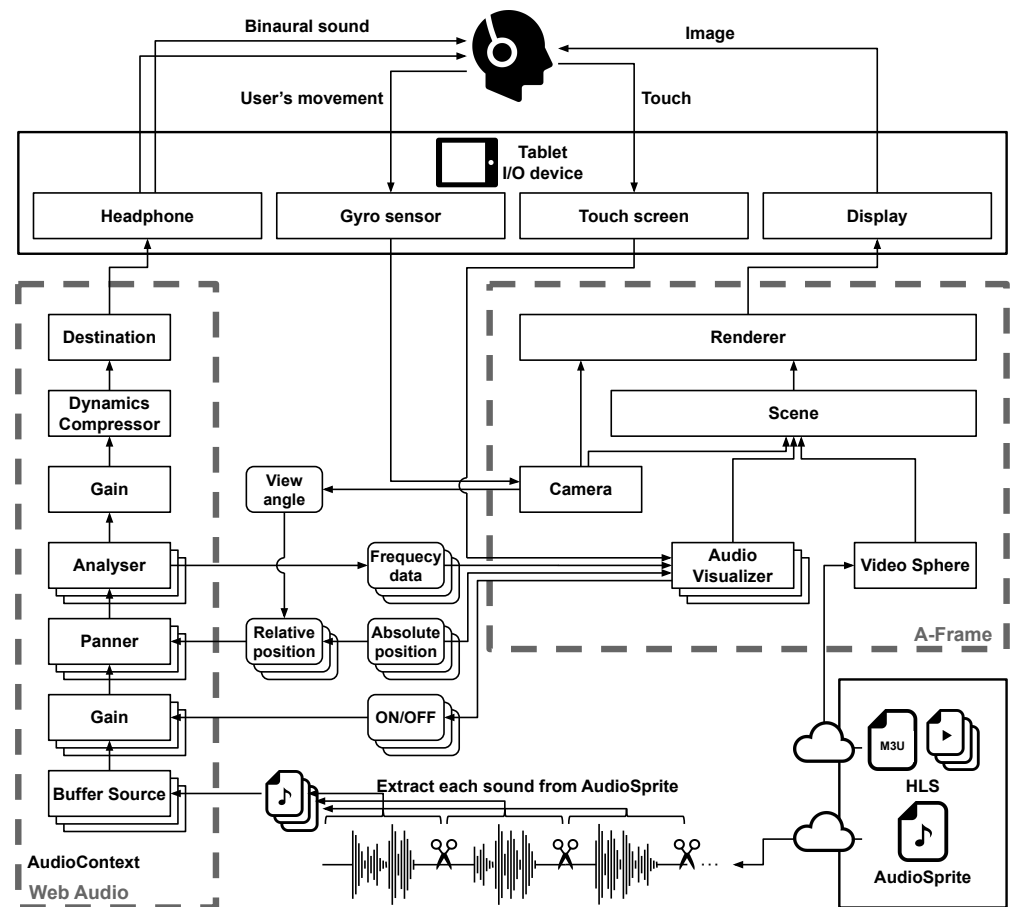 Binaural sound
Image
User's movement
Touch
Tablet
I/O device
Headphone
Gyro sensor
Touch screen
Display
Destination
Renderer
Dynamics
Compressor
Scene
Gain
View
angle
Camera
Analyser
Frequecy
data
Audio
Visualizer
Video Sphere
Panner
Relative
position
Absolute
position
A-Frame
Gain
ON/OFF
M3U
HLS
Buffer Source
Extract each sound from AudioSprite
AudioContext
Web Audio
AudioSprite